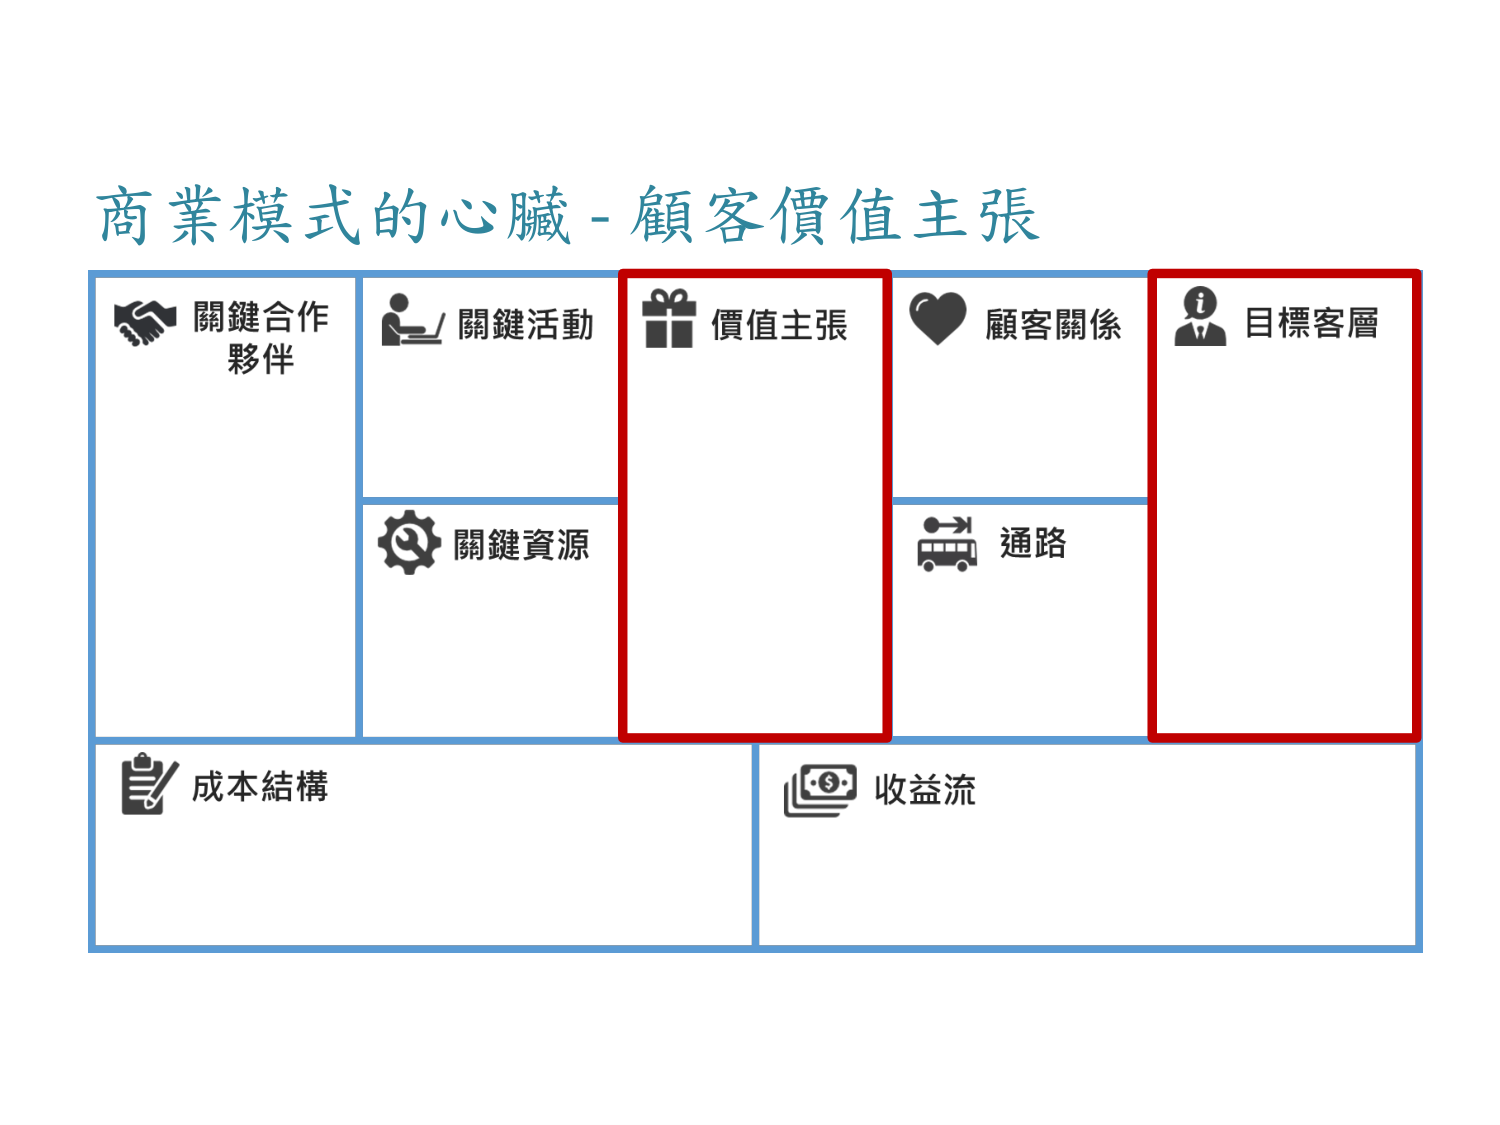 商業模式的心臟 - 顧客價值主張
關鍵合作
夥伴
關鍵活動
價值主張
顧客關係
目標客層
關鍵資源
通路
成本結構
收益流